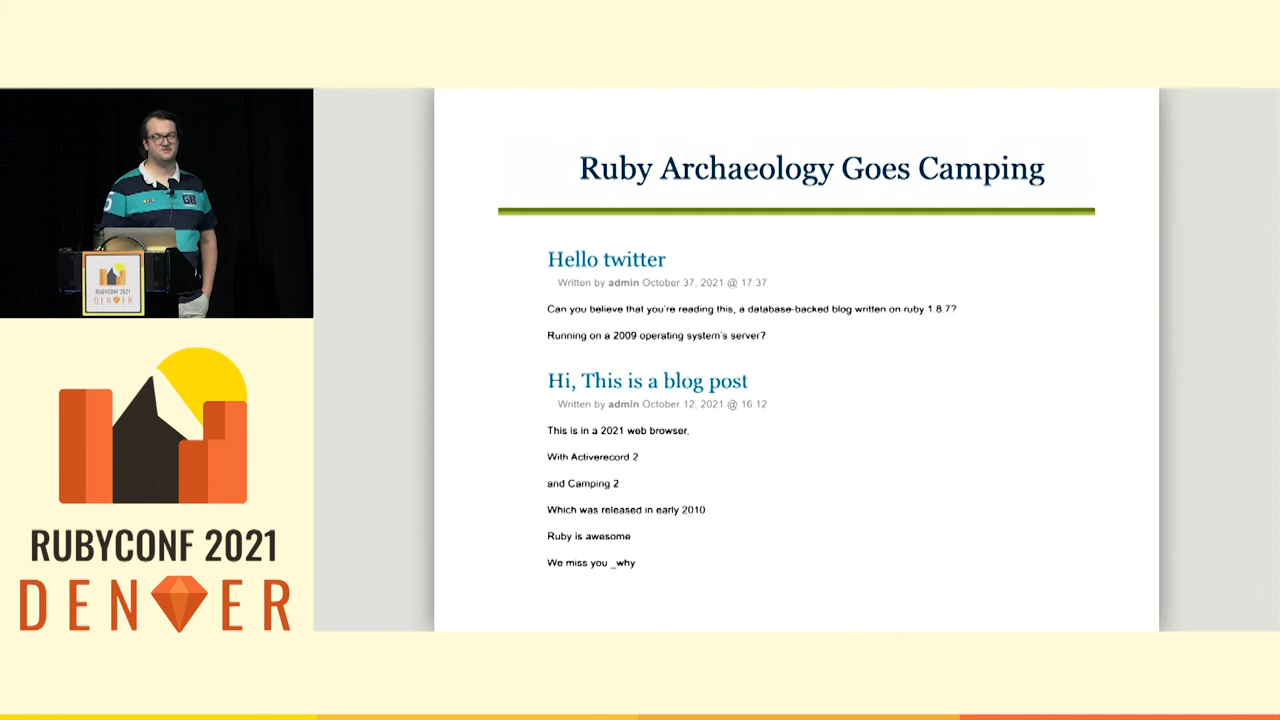 Ruby Archaeology Goes Camping
Hello twitter
Written by admin October 37, 2021 @ 17:37
Can you believe that you're reading this, a database-backed blog written on ruby 1 8 7?
Running on a 2009 operating system's server?
Hi, This is a blog post
Written by admin October 12, 2021 @ 16 12
This is in a 2021 web browser,
With Activerecord 2
and Camping 2
Which was released in early 2010
Ruby is awesome
We miss you _why
RUBYCONF 2021
DENVER
RUBYCONF 2021
DENVER